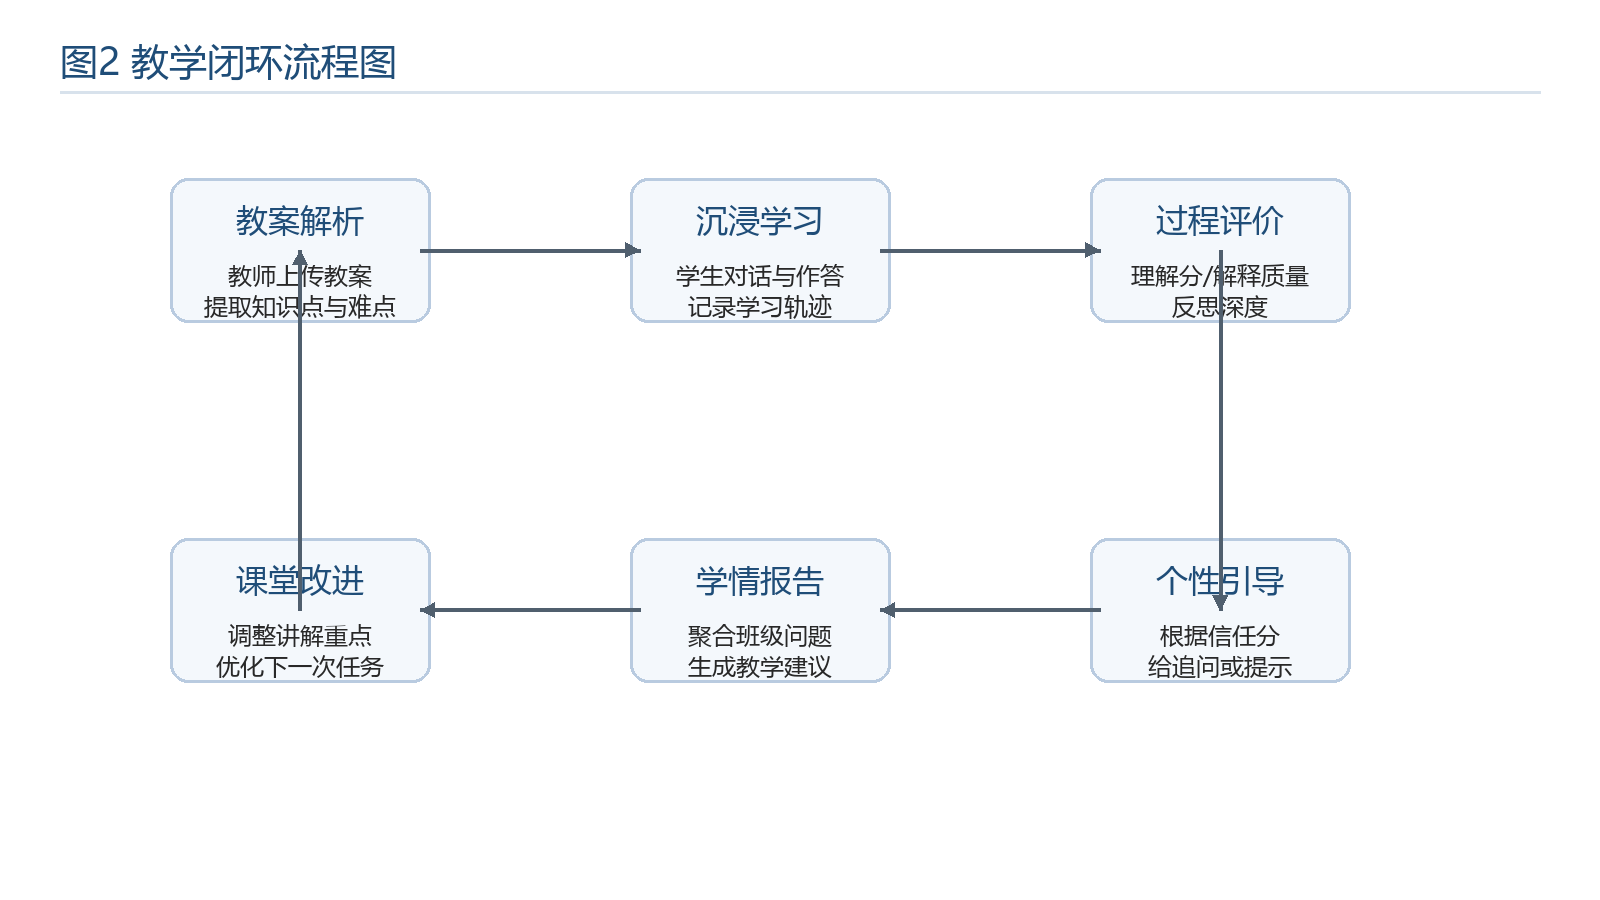 图2 教学闭环流程图
教案解析
教师上传教案
提取知识点与难点
沉浸学习
学生对话与作答
记录学习轨迹
过程评价
理解分/解释质量
反思深度
课堂改进
调整讲解重点
优化下一次任务
学情报告
聚合班级问题
生成教学建议
个性引导
根据信任分
给追问或提示